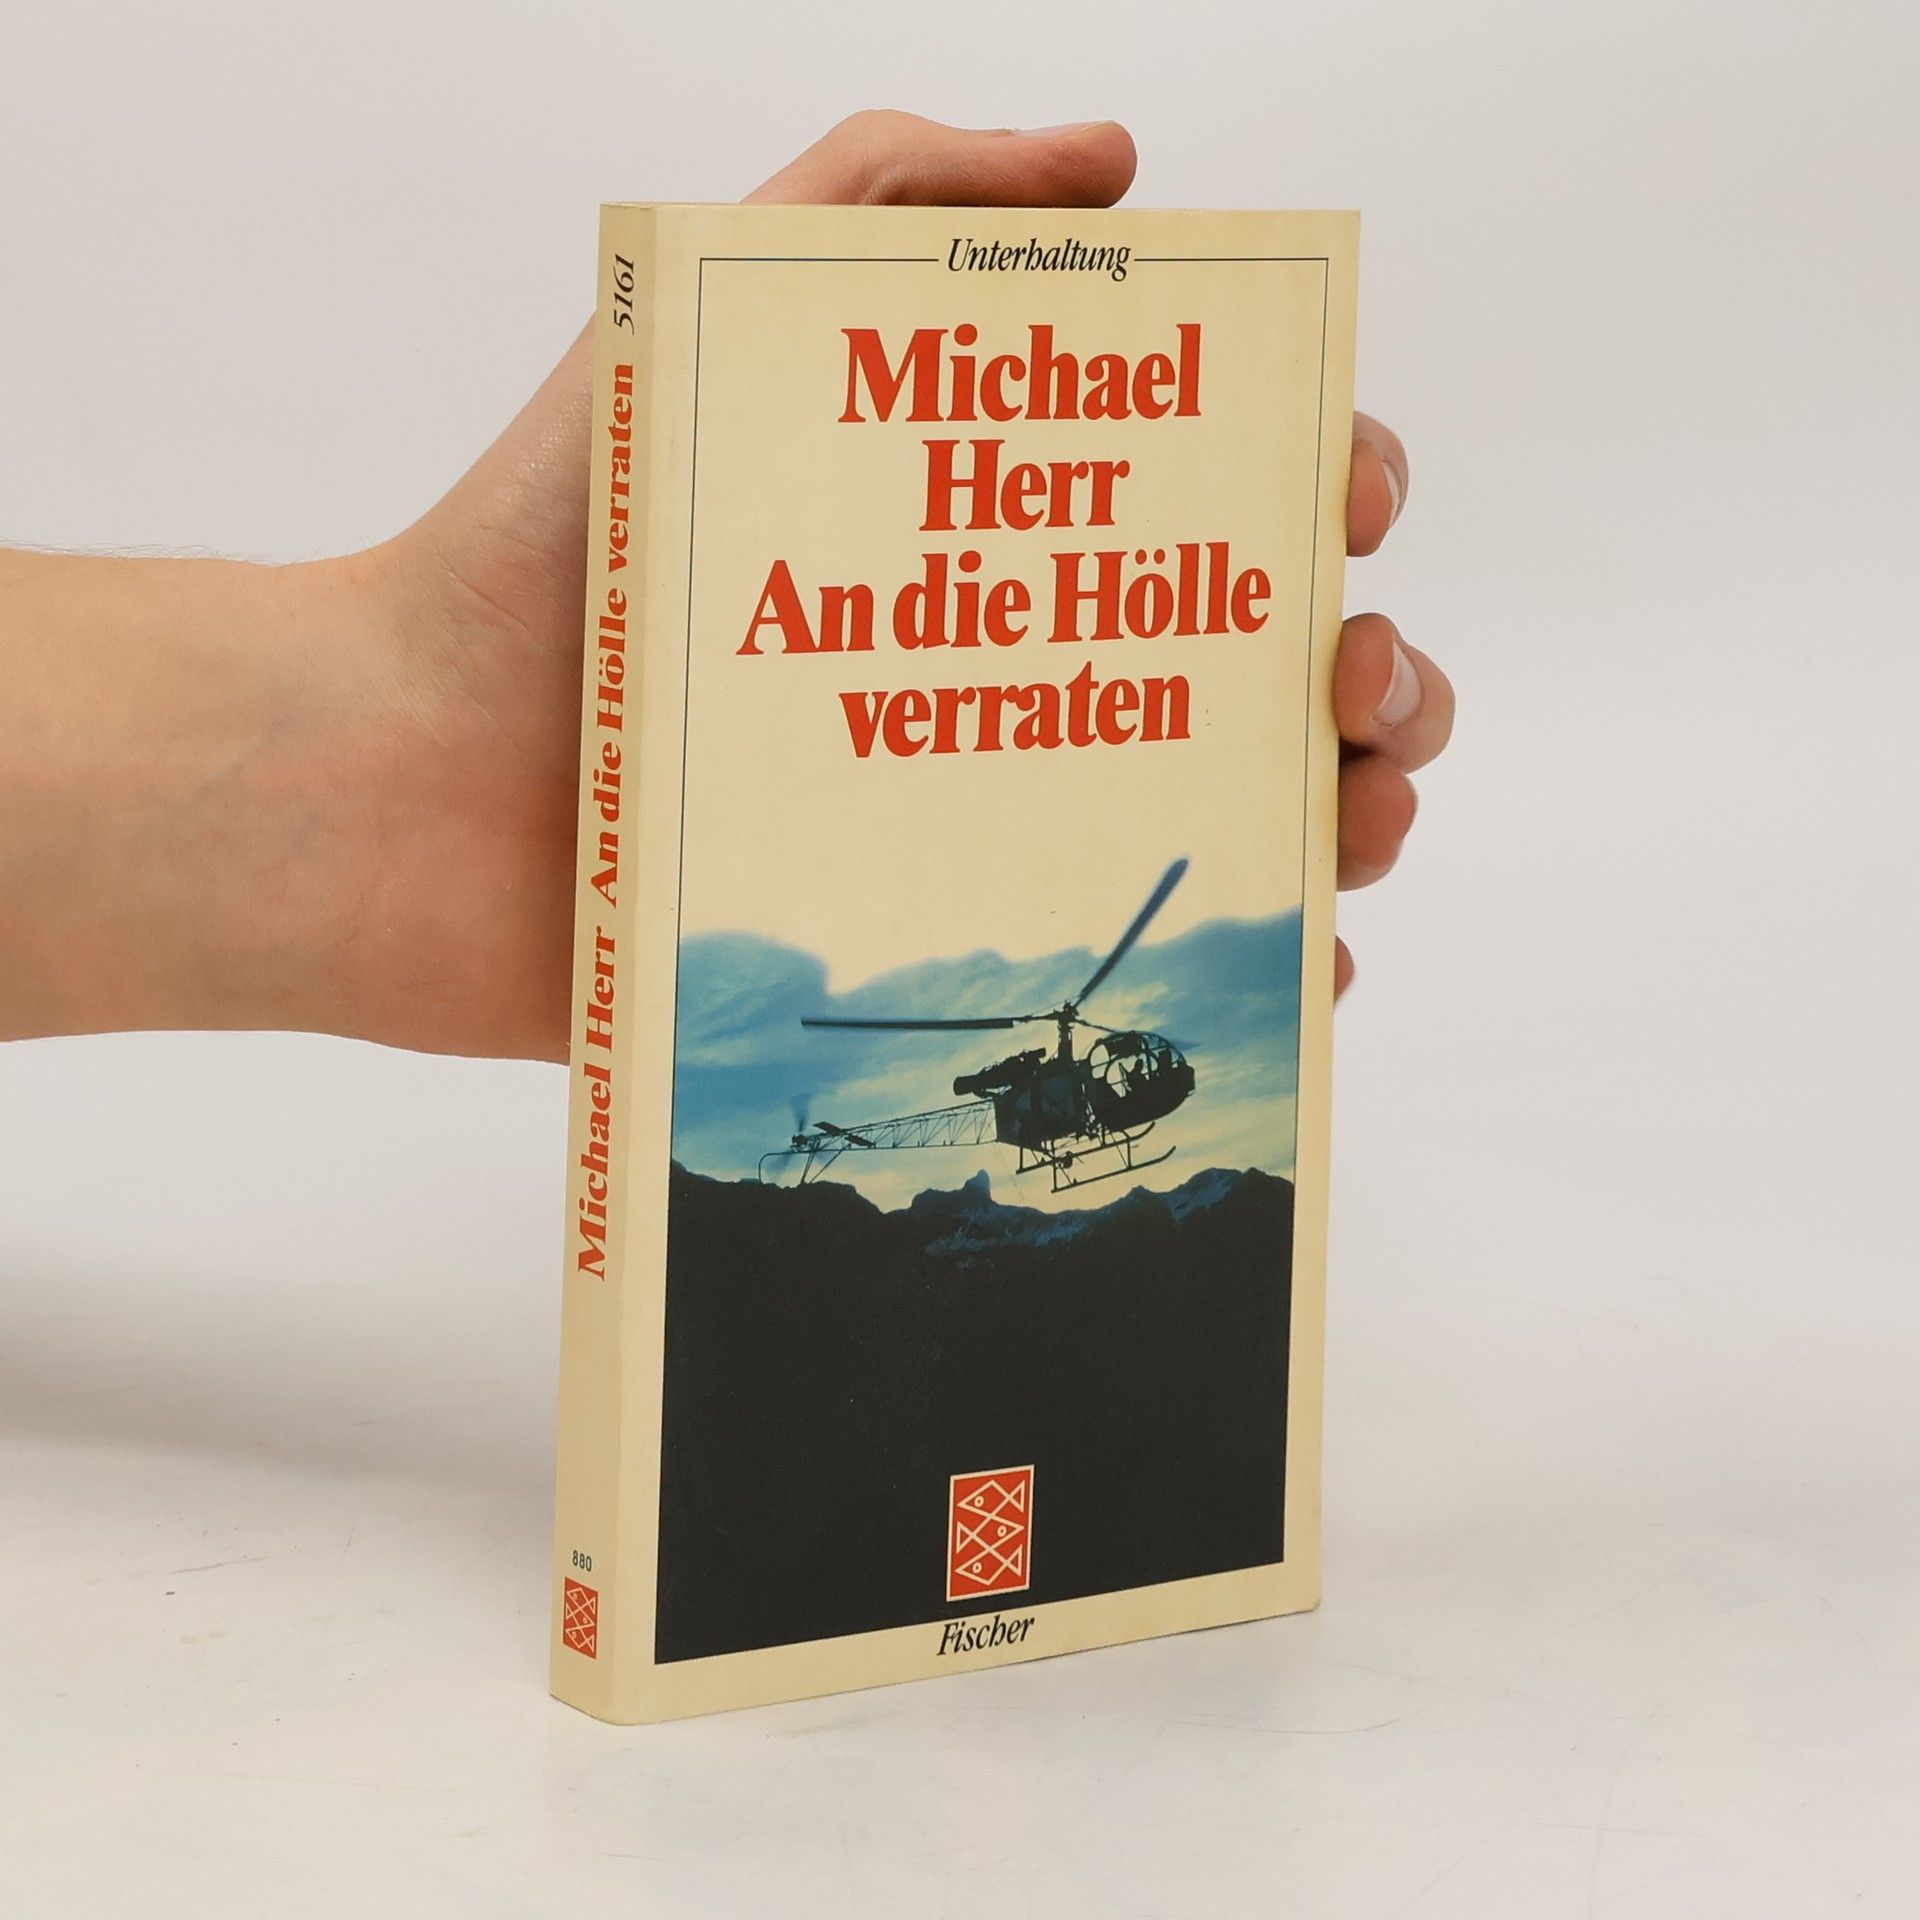 Unterhaltung
Michael
Herr
An die Hölle
verraten
Fischer
Michael Herr An die Hölle verraten 5161
880